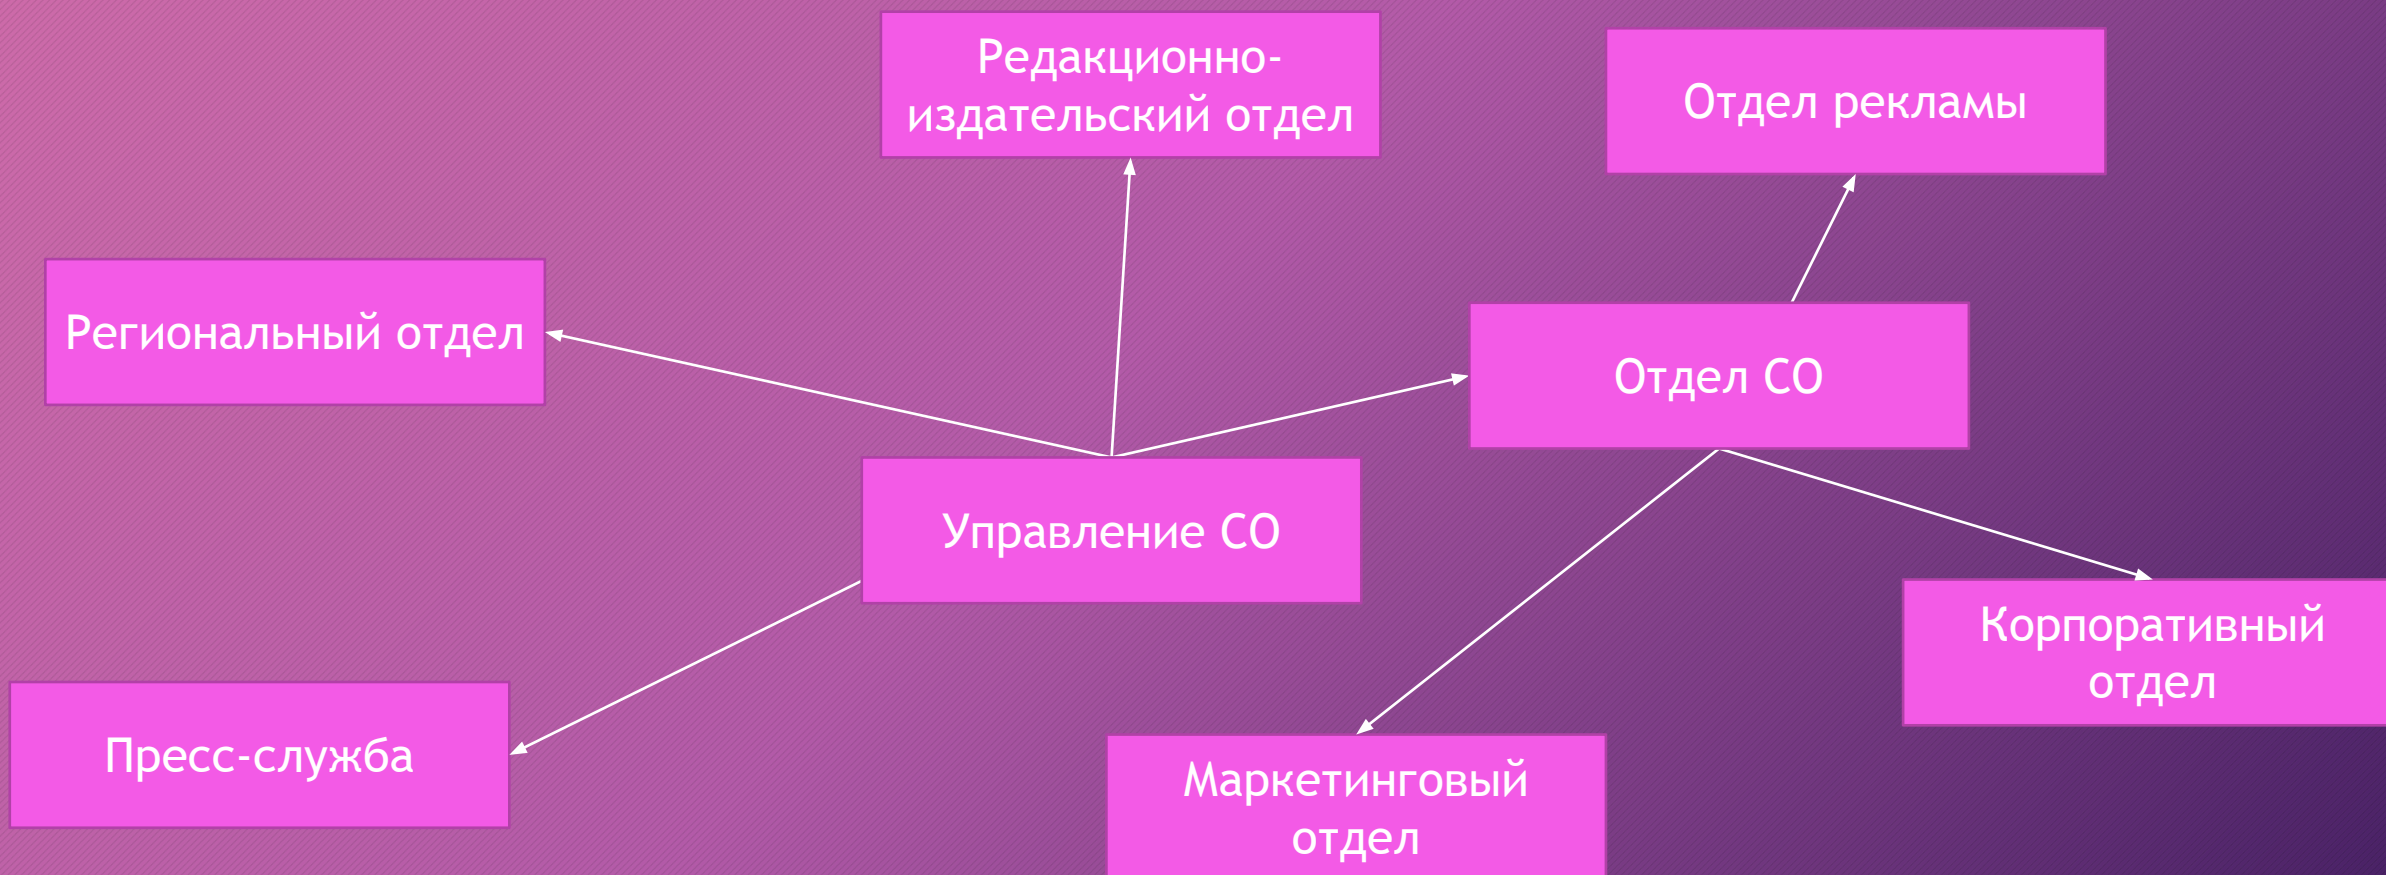 Редакционно-
издательский отдел
Отдел рекламы
Региональный отдел
Отдел СО
Управление СО
Корпоративный
отдел
Пресс-служба
Маркетинговый
отдел